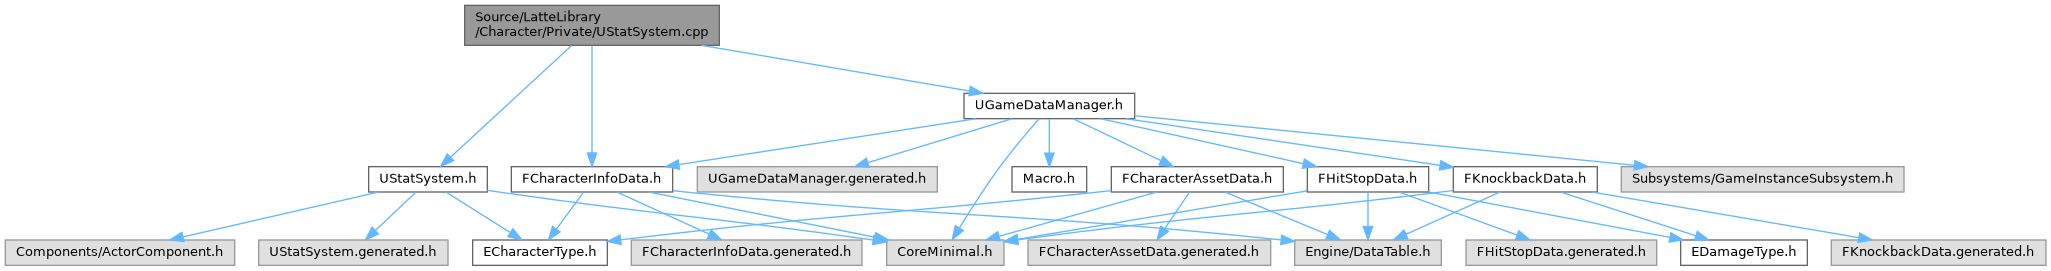 Source/LatteLibrary
/Character/Private/UStatSystem.cpp
UGameDataManager.h
UStatSystem.h
FCharacterInfoData.h
UGameDataManager.generated.h
Macro.h
FCharacterAssetData.h
FHitStopData.h
FKnockbackData.h
Subsystems/GameInstanceSubsystem.h
Components/ActorComponent.h
UStatSystem.generated.h
ECharacterType.h
FCharacterInfoData.generated.h
CoreMinimal.h
FCharacterAssetData.generated.h
Engine/DataTable.h
FHitStopData.generated.h
EDamageType.h
FKnockbackData.generated.h